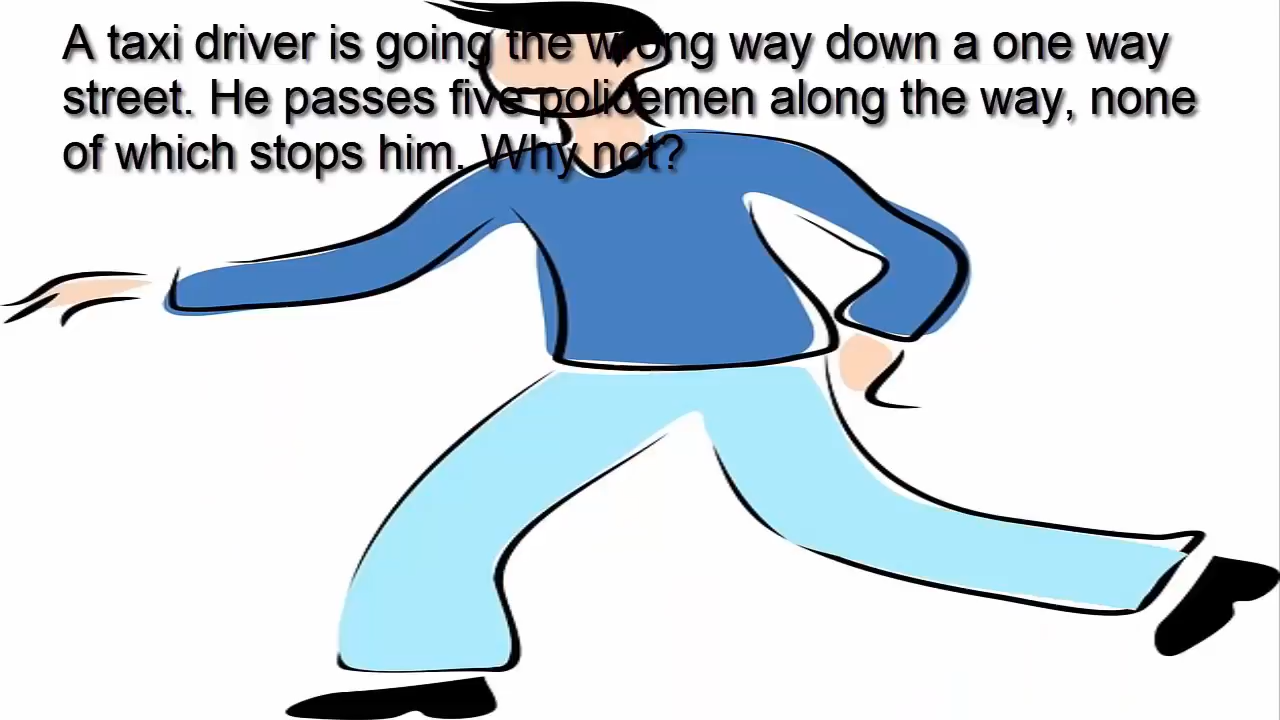 A taxi driver is going the wrong way down a one way
street. He passes five policemen along the way, none
of which stops him. Why not?